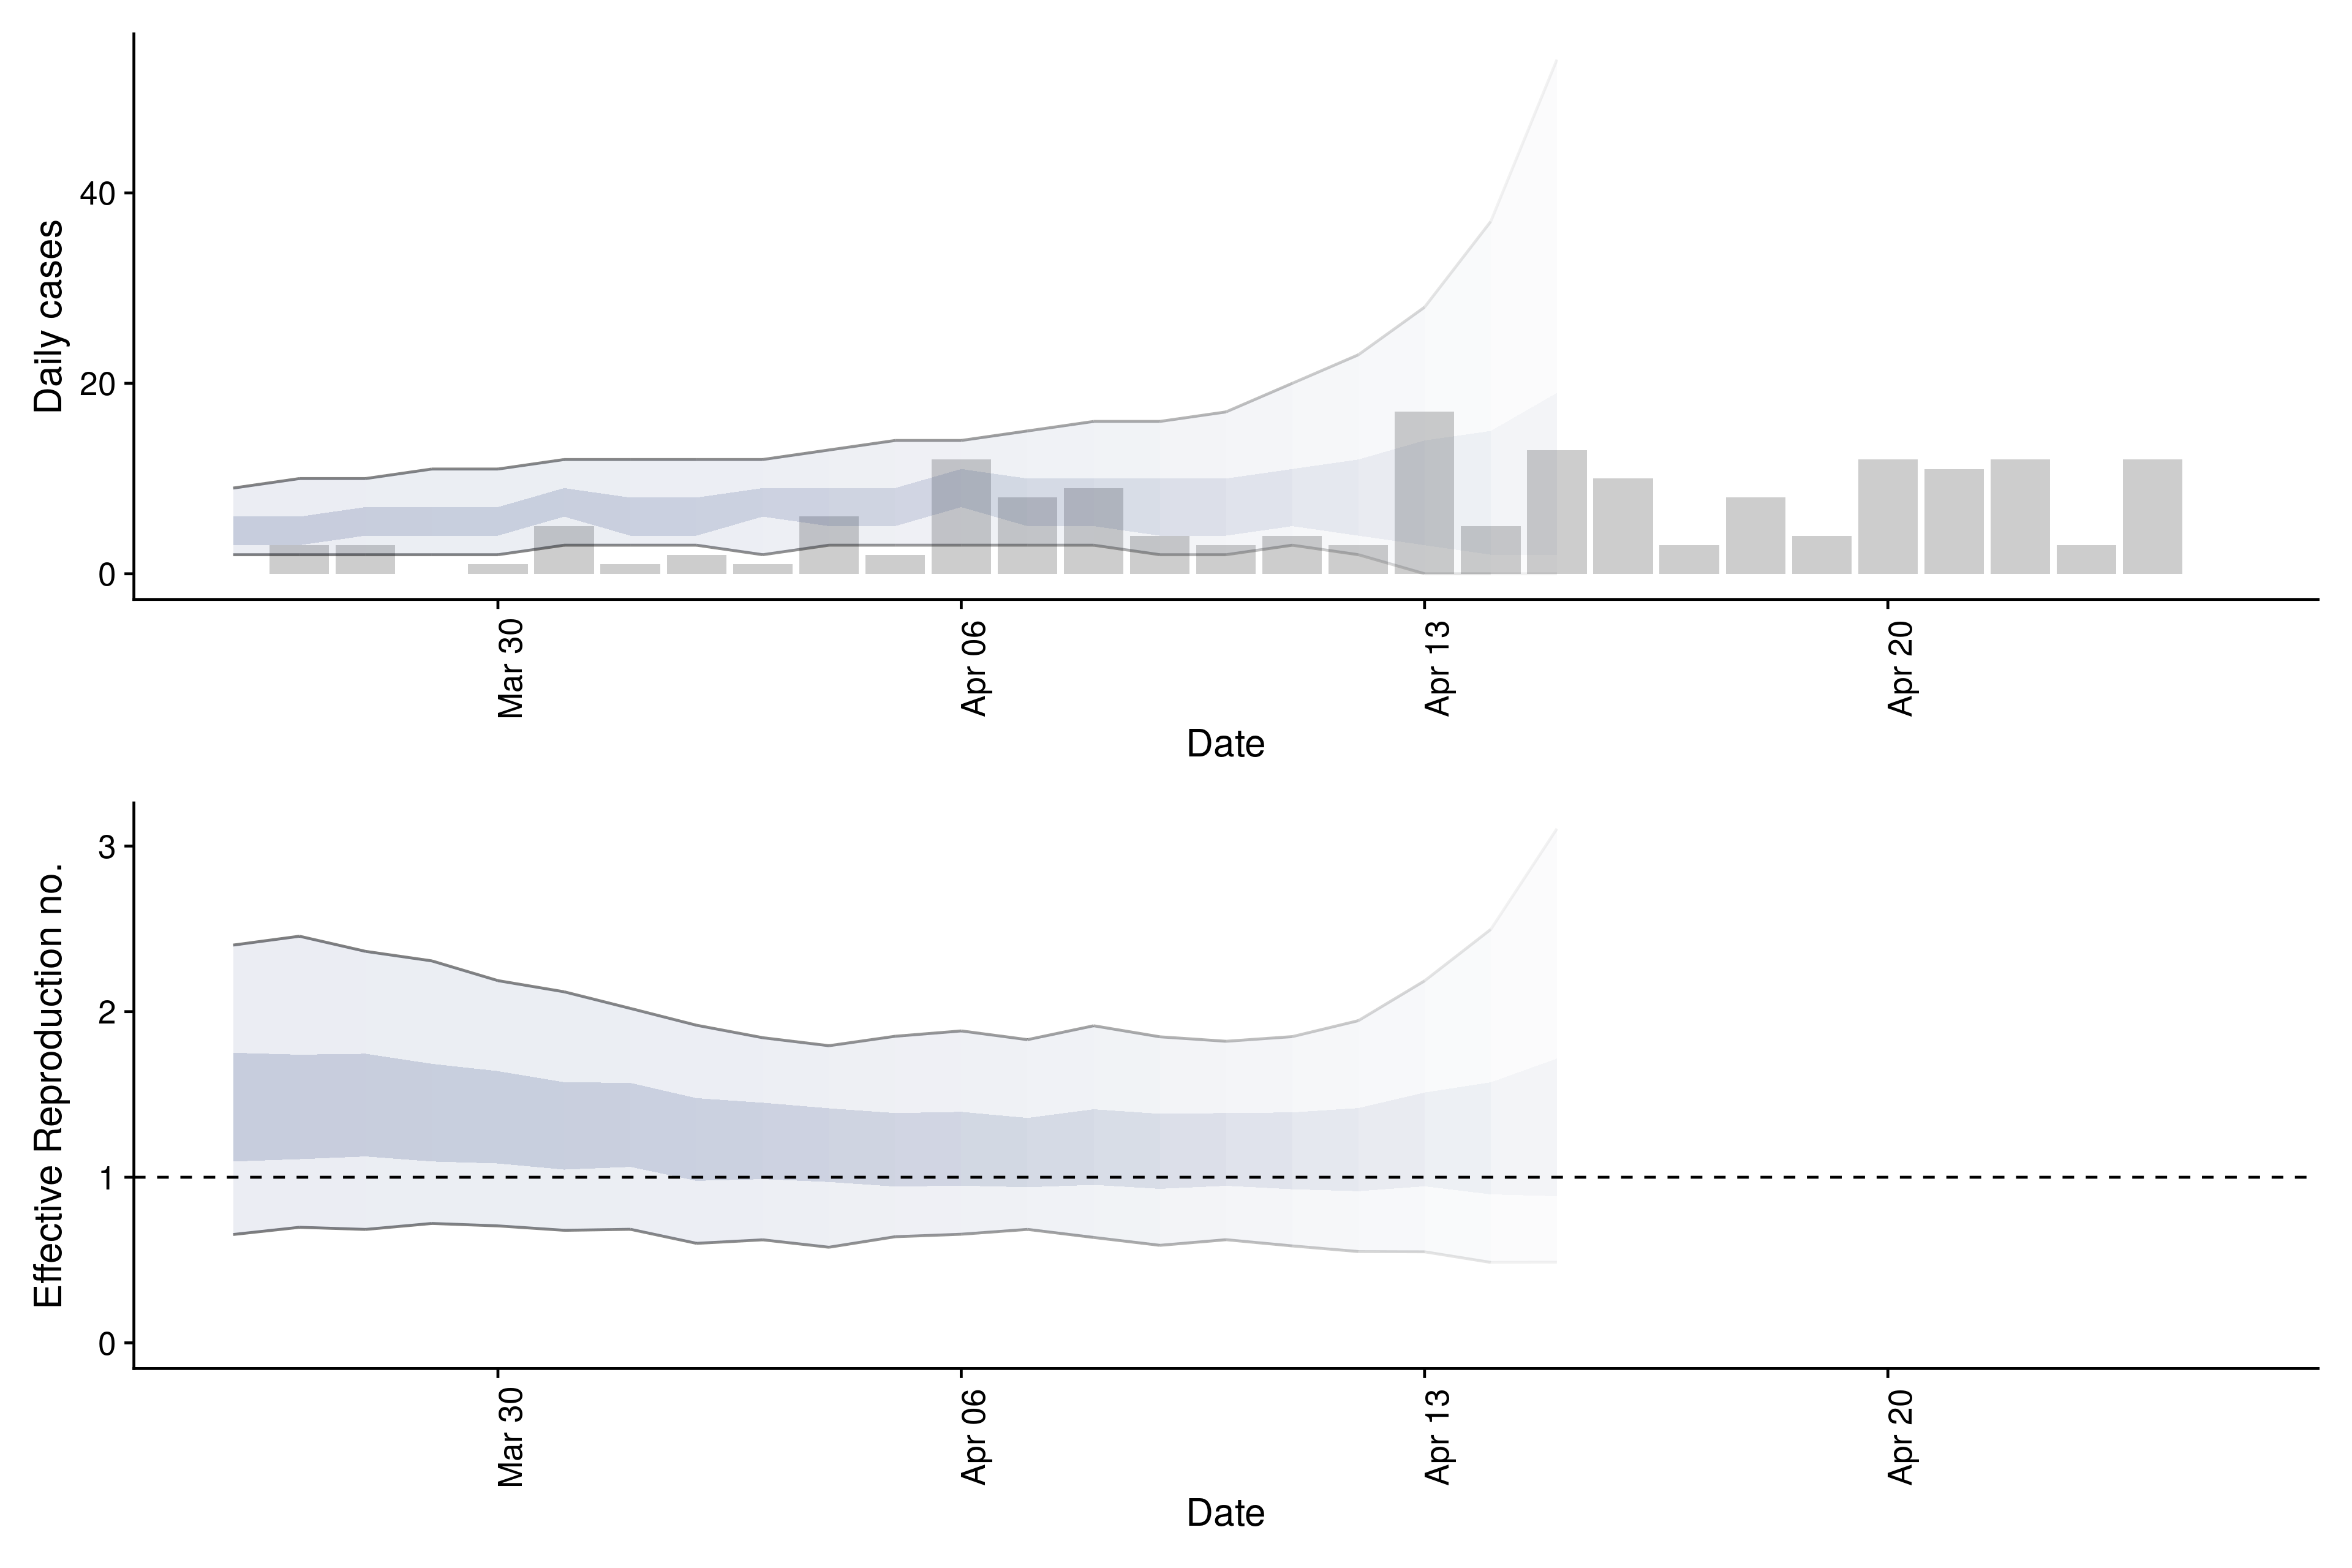 Daily cases
40
20
0
Mar 30
Apr 06
Apr 13
Apr 20
Date
Effective Reproduction no.
3
2
1
0
Mar 30
Apr 06
Apr 13
Apr 20
Date